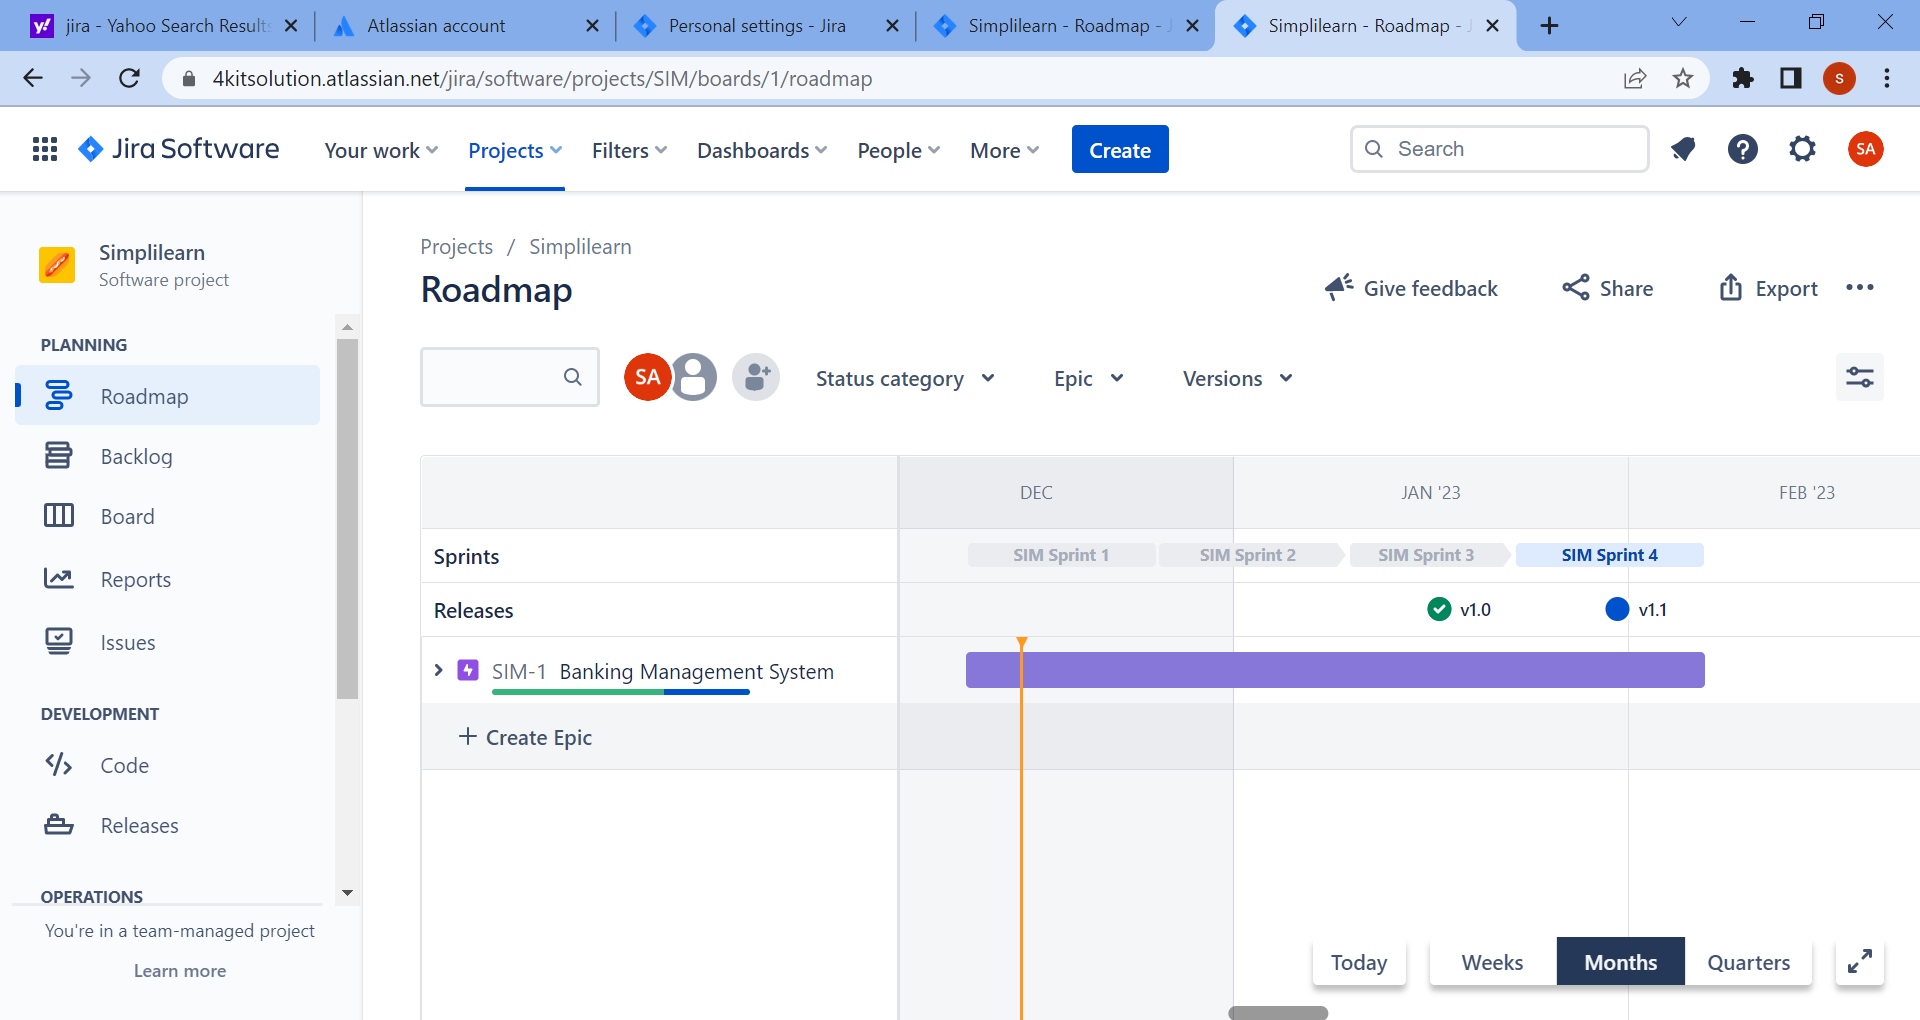 jira - Yahoo Search Results
Atlassian account
Personal settings - Jira
Simplilearn - Roadmap - J
Simplilearn - Roadmap - J
4kitsolution.atlassian.net/jira/software/projects/SIM/boards/1/roadmap
S
Jira Software
Your work
Projects
Filters
Dashboards
People
More
Create
Search
SA
Simplilearn
Software project
PLANNING
Roadmap
Backlog
Board
Reports
Issues
DEVELOPMENT
Code
Releases
OPERATIONS
You're in a team-managed project
Learn more
Projects / Simplilearn
Roadmap
Give feedback
Share
Export
SA
Status category
Epic
Versions
DEC
JAN '23
FEB '23
Sprints
SIM Sprint 1
SIM Sprint 2
SIM Sprint 3
SIM Sprint 4
Releases
v1.0
v1.1
SIM-1 Banking Management System
+ Create Epic
Today
Weeks
Months
Quarters